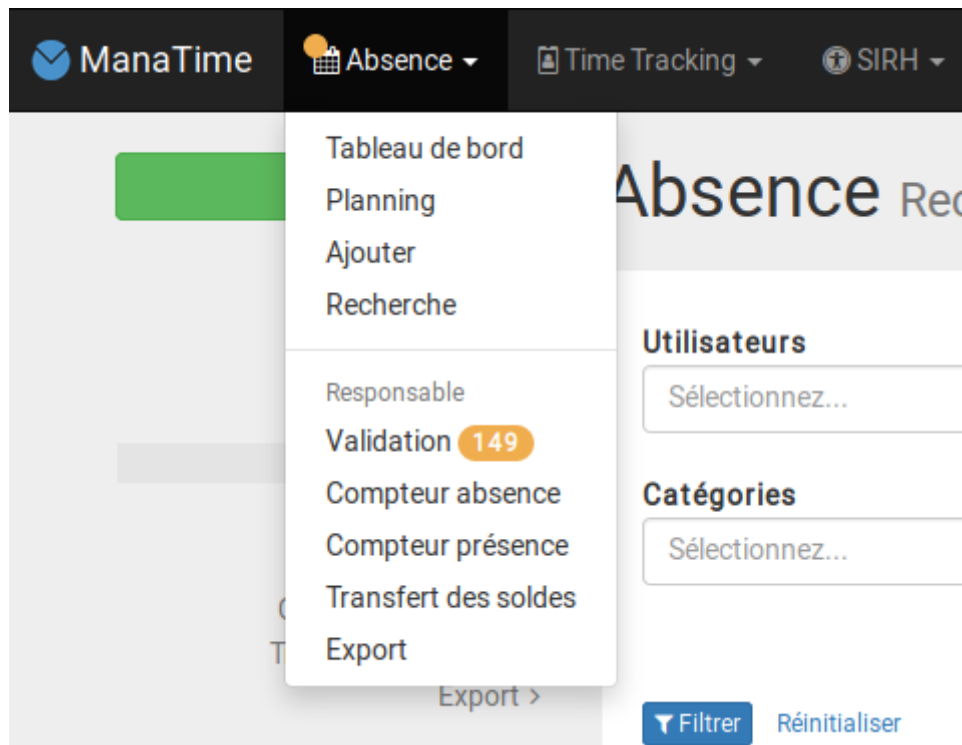 ManaTime Absence Time Tracking SIRH
Tableau de bord
Planning
Ajouter
Recherche
Responsable
Validation 149
Compteur absence
Compteur présence
Transfert des soldes
Export
Export >
Absence
Utilisateurs
Sélectionnez...
Catégories
Sélectionnez...
Filtrer Réinitialiser